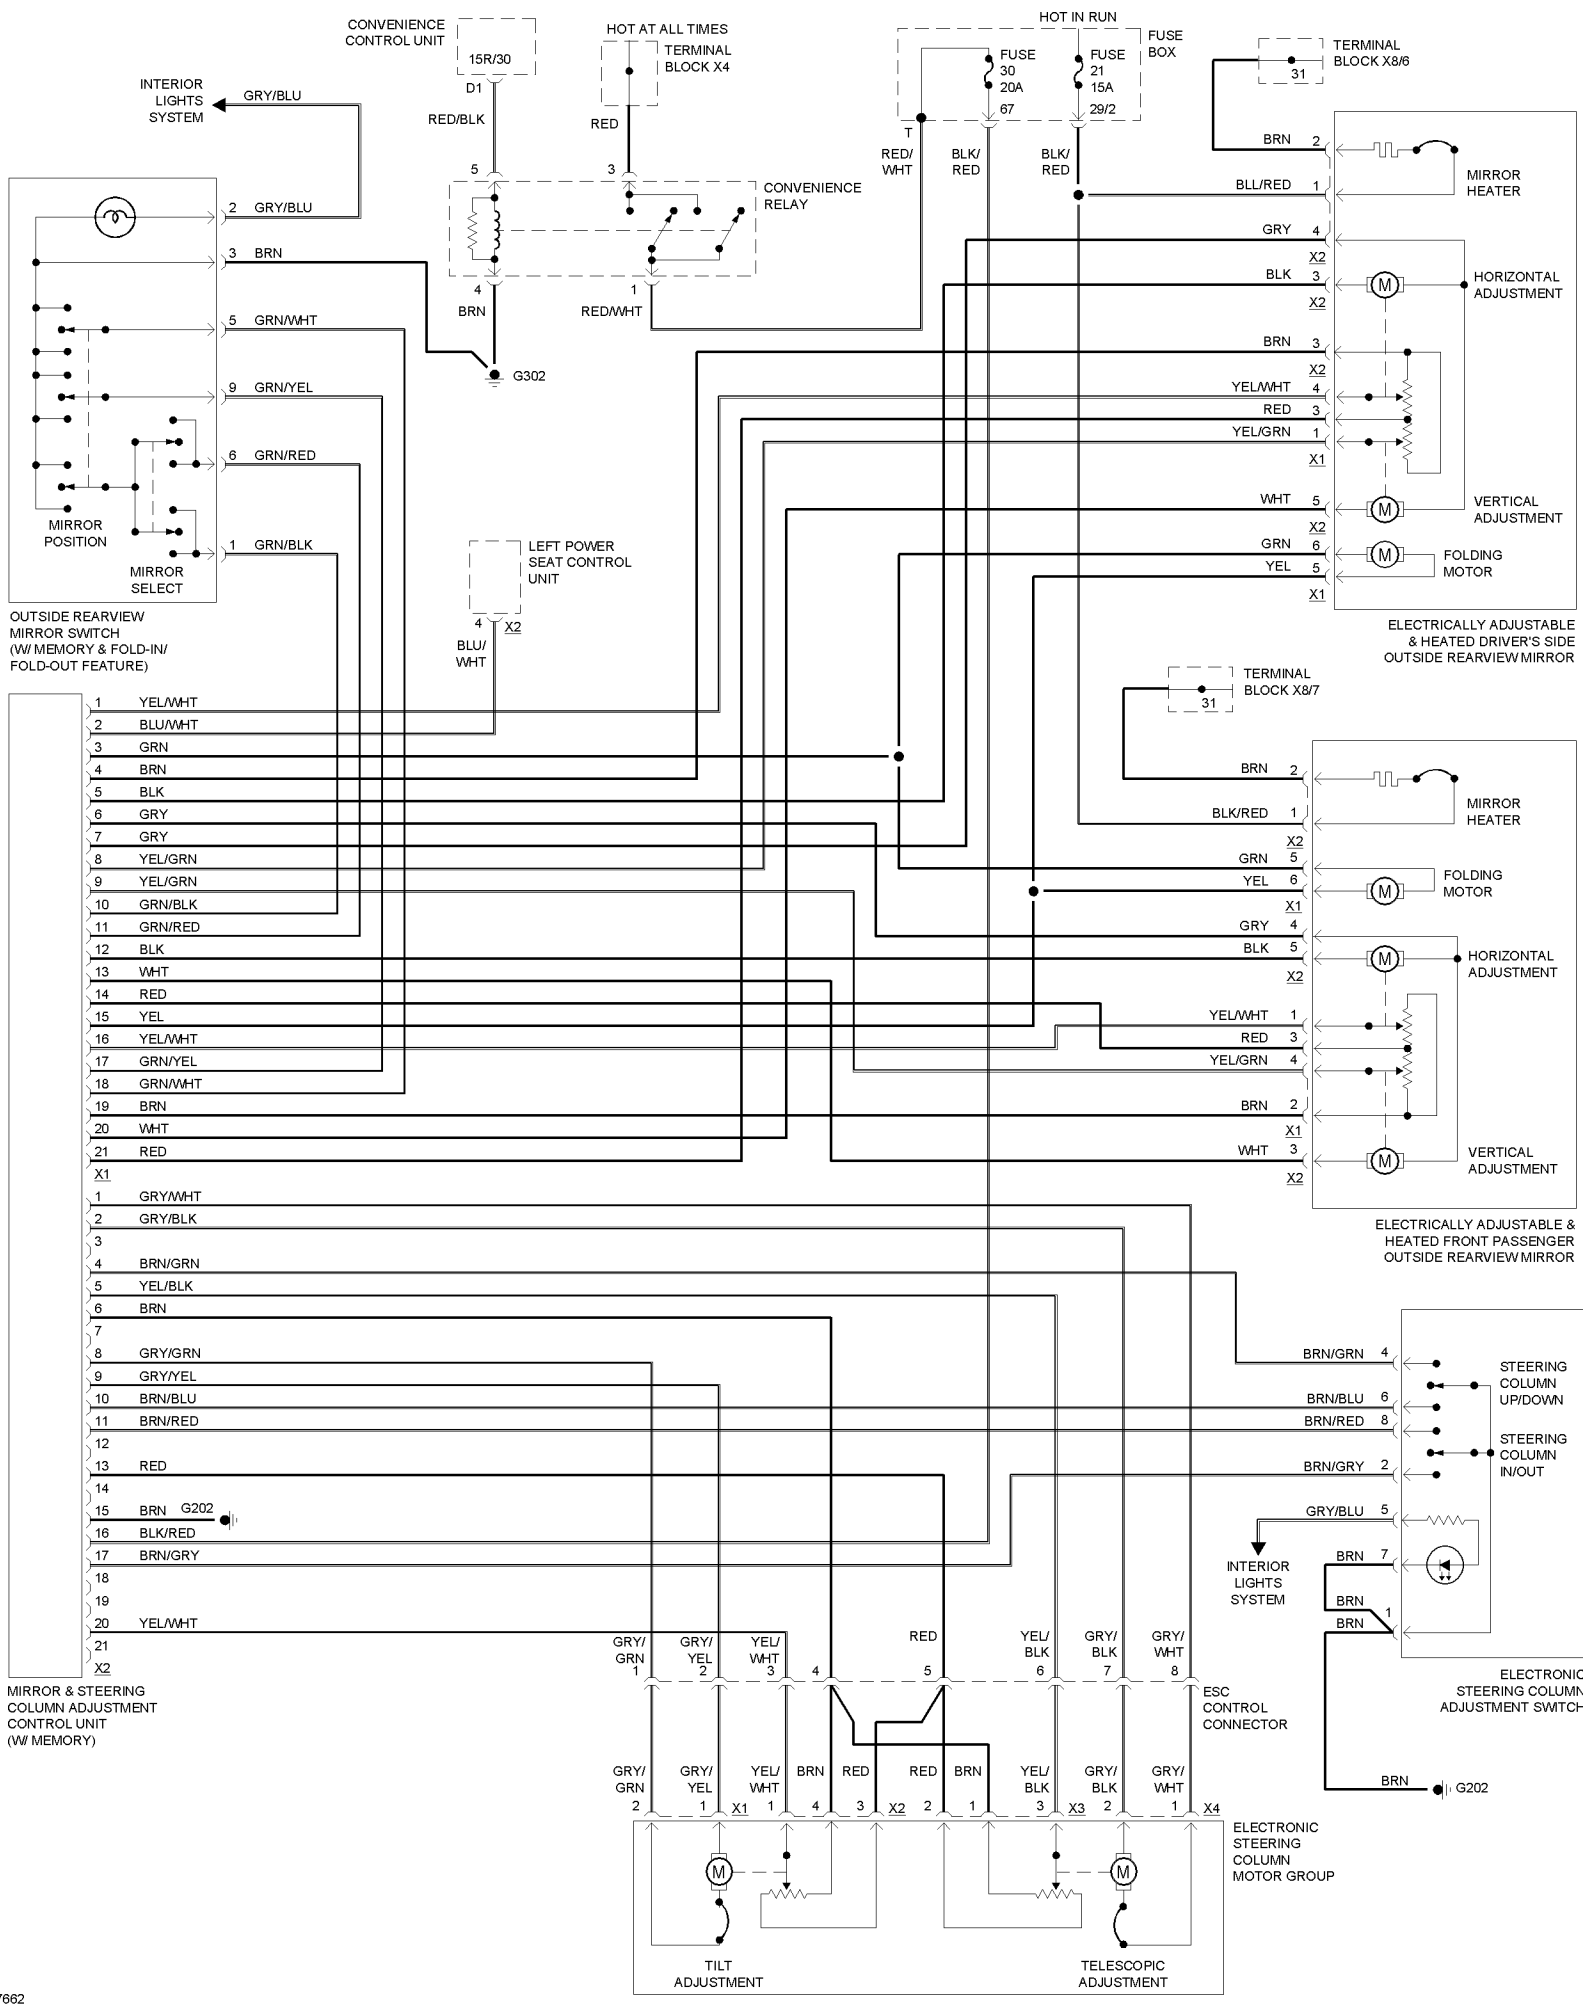 CONVENIENCE
CONTROL UNIT
15R/30
D1
RED/BLK
5
HOT AT ALL TIMES
TERMINAL
BLOCK X4
RED
3
HOT IN RUN
FUSE
BOX
FUSE
30
20A
67
FUSE
21
15A
29/2
T
RED/
WHT
BLK/
RED
BLK/
RED
TERMINAL
BLOCK X8/6
31
INTERIOR
LIGHTS
SYSTEM
GRY/BLU
CONVENIENCE
RELAY
4
BRN
1
RED/WHT
G302
2 GRY/BLU
3 BRN
5 GRN/WHT
9 GRN/YEL
6 GRN/RED
1 GRN/BLK
MIRROR
POSITION
MIRROR
SELECT
OUTSIDE REARVIEW
MIRROR SWITCH
(W/ MEMORY & FOLD-IN/
FOLD-OUT FEATURE)
LEFT POWER
SEAT CONTROL
UNIT
4 X2
BLU/
WHT
BRN 2
BLL/RED 1
MIRROR
HEATER
GRY 4
X2
BLK 3
X2
HORIZONTAL
ADJUSTMENT
M
BRN 3
X2
YEL/WHT 4
RED 3
YEL/GRN 1
X1
WHT 5
X2
M
VERTICAL
ADJUSTMENT
GRN 6
YEL 5
X1
M
FOLDING
MOTOR
ELECTRICALLY ADJUSTABLE
& HEATED DRIVER'S SIDE
OUTSIDE REARVIEW MIRROR
TERMINAL
BLOCK X8/7
31
BRN 2
BLK/RED 1
X2
MIRROR
HEATER
GRN 5
YEL 6
X1
M
FOLDING
MOTOR
GRY 4
BLK 5
X2
M
HORIZONTAL
ADJUSTMENT
YEL/WHT 1
RED 3
YEL/GRN 4
BRN 2
X1
WHT 3
X2
M
VERTICAL
ADJUSTMENT
ELECTRICALLY ADJUSTABLE &
HEATED FRONT PASSENGER
OUTSIDE REARVIEW MIRROR
1 YEL/WHT
2 BLU/WHT
3 GRN
4 BRN
5 BLK
6 GRY
7 GRY
8 YEL/GRN
9 YEL/GRN
10 GRN/BLK
11 GRN/RED
12 BLK
13 WHT
14 RED
15 YEL
16 YEL/WHT
17 GRN/YEL
18 GRN/WHT
19 BRN
20 WHT
21 RED
X1
1 GRY/WHT
2 GRY/BLK
3
4 BRN/GRN
5 YEL/BLK
6 BRN
7
8 GRY/GRN
9 GRY/YEL
10 BRN/BLU
11 BRN/RED
12
13 RED
14
15 BRN G202
16 BLK/RED
17 BRN/GRY
18
19
20 YEL/WHT
21
X2
MIRROR & STEERING
COLUMN ADJUSTMENT
CONTROL UNIT
(W/ MEMORY)
BRN/GRN 4
BRN/BLU 6
BRN/RED 8
BRN/GRY 2
GRY/BLU 5
BRN 7
BRN
BRN 1
STEERING
COLUMN
UP/DOWN
STEERING
COLUMN
IN/OUT
INTERIOR
LIGHTS
SYSTEM
ELECTRONIC
STEERING COLUMN
ADJUSTMENT SWITCH
BRN G202
GRY/
GRN
1
GRY/
YEL
2
YEL/
WHT
3
4
RED
5
YEL/
BLK
6
GRY/
BLK
7
GRY/
WHT
8
ESC
CONTROL
CONNECTOR
GRY/
GRN
2
GRY/
YEL
1
X1
YEL/
WHT
1
BRN
4
RED
3
X2
RED
2
BRN
1
YEL/
BLK
3
X3
GRY/
BLK
2
GRY/
WHT
1
X4
M
M
TILT
ADJUSTMENT
TELESCOPIC
ADJUSTMENT
ELECTRONIC
STEERING
COLUMN
MOTOR GROUP
7662